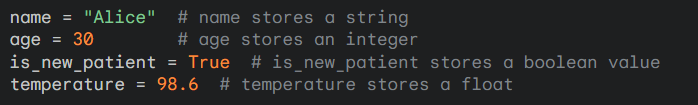 name = "Alice"  # name stores a string
age = 30        # age stores an integer
is_new_patient = True  # is_new_patient stores a boolean value
temperature = 98.6  # temperature stores a float